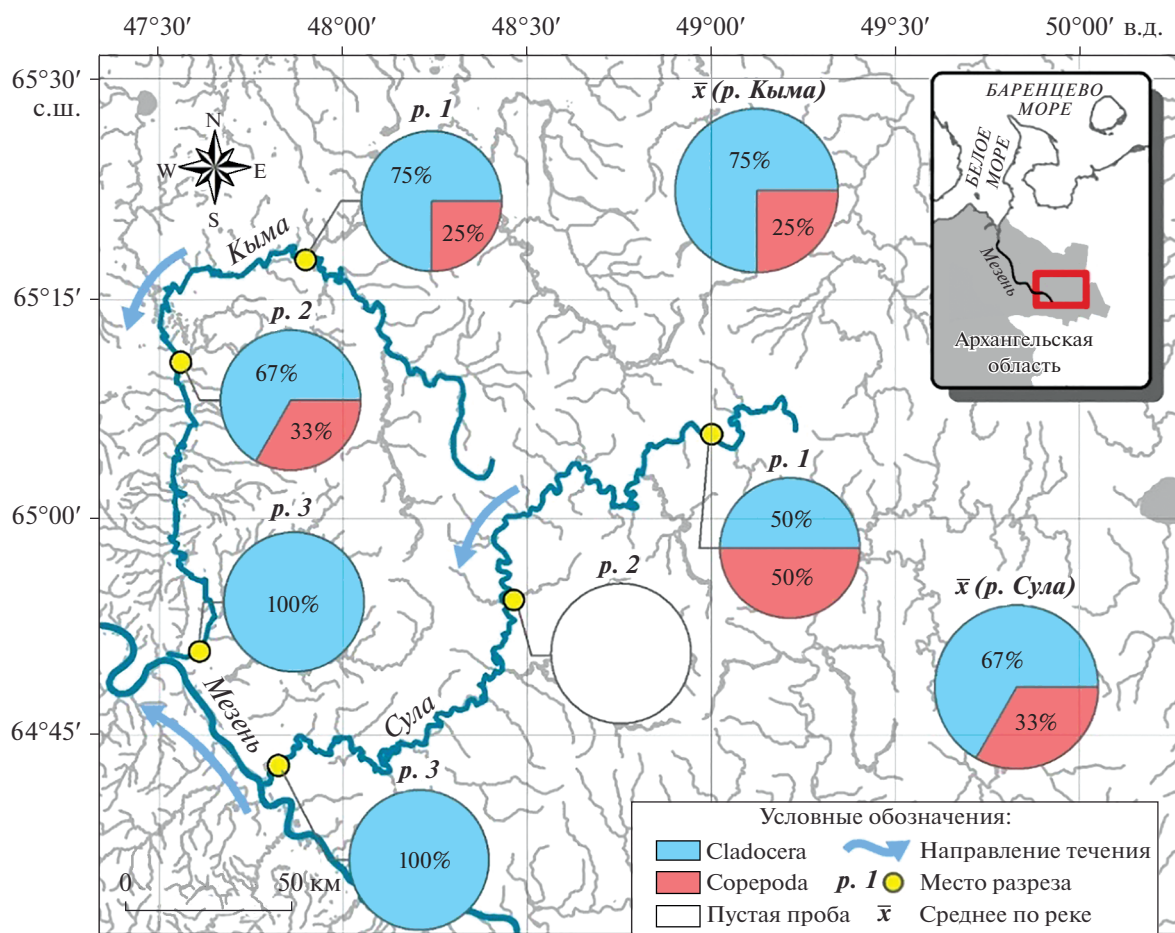 47°30′ 48°00′ 48°30′ 49°00′ 49°30′ 50°00′ в.д.
65°30′
с.ш.
65°15′
65°00′
64°45′
N
W E
S
р. 1
75%
25%
x̄ (р. Кыма)
75%
25%
БАРЕНЦЕВО
МОРЕ
БЕЛОЕ
МОРЕ
Мезень
Архангельская
область
Кыма
р. 2
67%
33%
р. 3
100%
р. 1
50%
50%
р. 2
x̄ (р. Сула)
67%
33%
Мезень
Сула
р. 3
100%
0 50 км
Условные обозначения:
Cladocera Направление течения
Copepoda р. 1 Место разреза
Пустая проба x̄ Среднее по реке